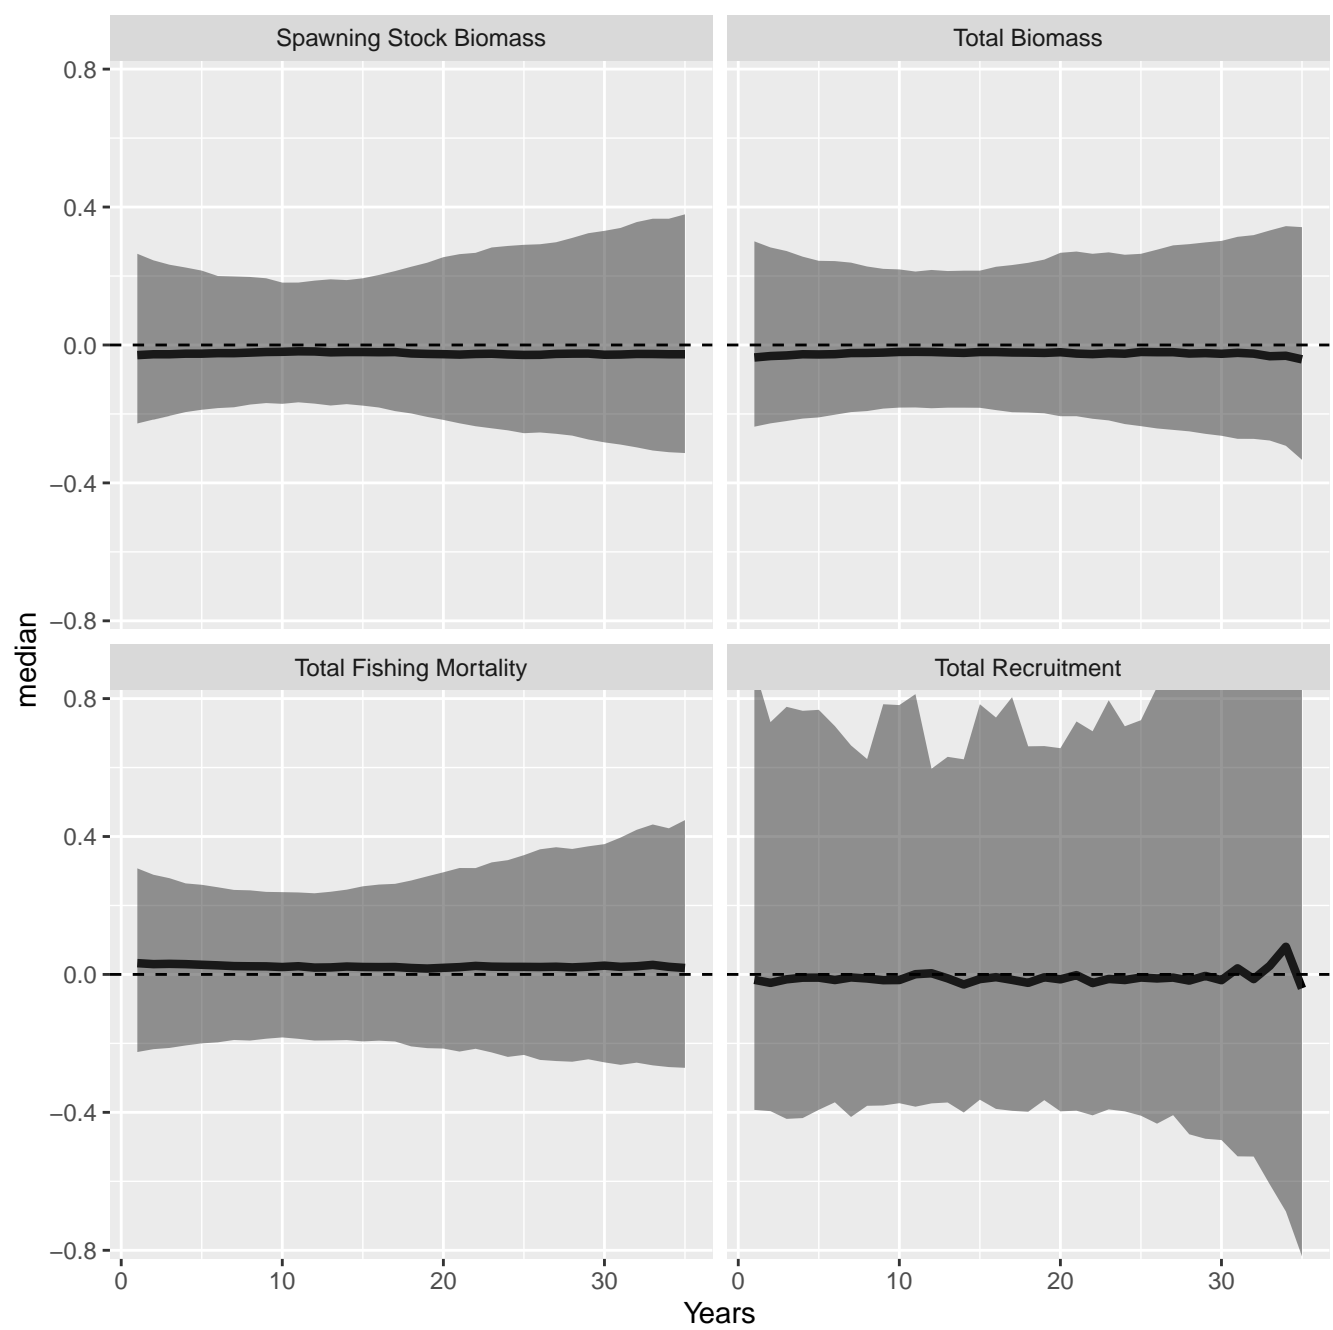 Spawning Stock Biomass
Total Biomass
0.8
0.4
0.0
−0.4
−0.8
median
Total Fishing Mortality
Total Recruitment
0.8
0.4
0.0
−0.4
−0.8
0 10 20 30
0 10 20 30
Years